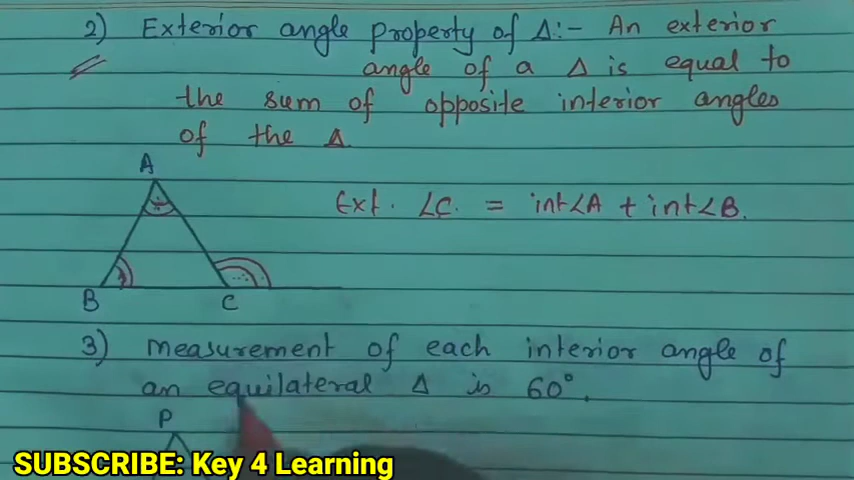 2) Exterior angle property of Δ:- An exterior
angle of a Δ is equal to
the sum of opposite interior angles
of the Δ.
A
Ext. ∠C. = int∠A + int∠B.
B C
3) measurement of each interior angle of
an equilateral Δ is 60°.
P
SUBSCRIBE: Key 4 Learning